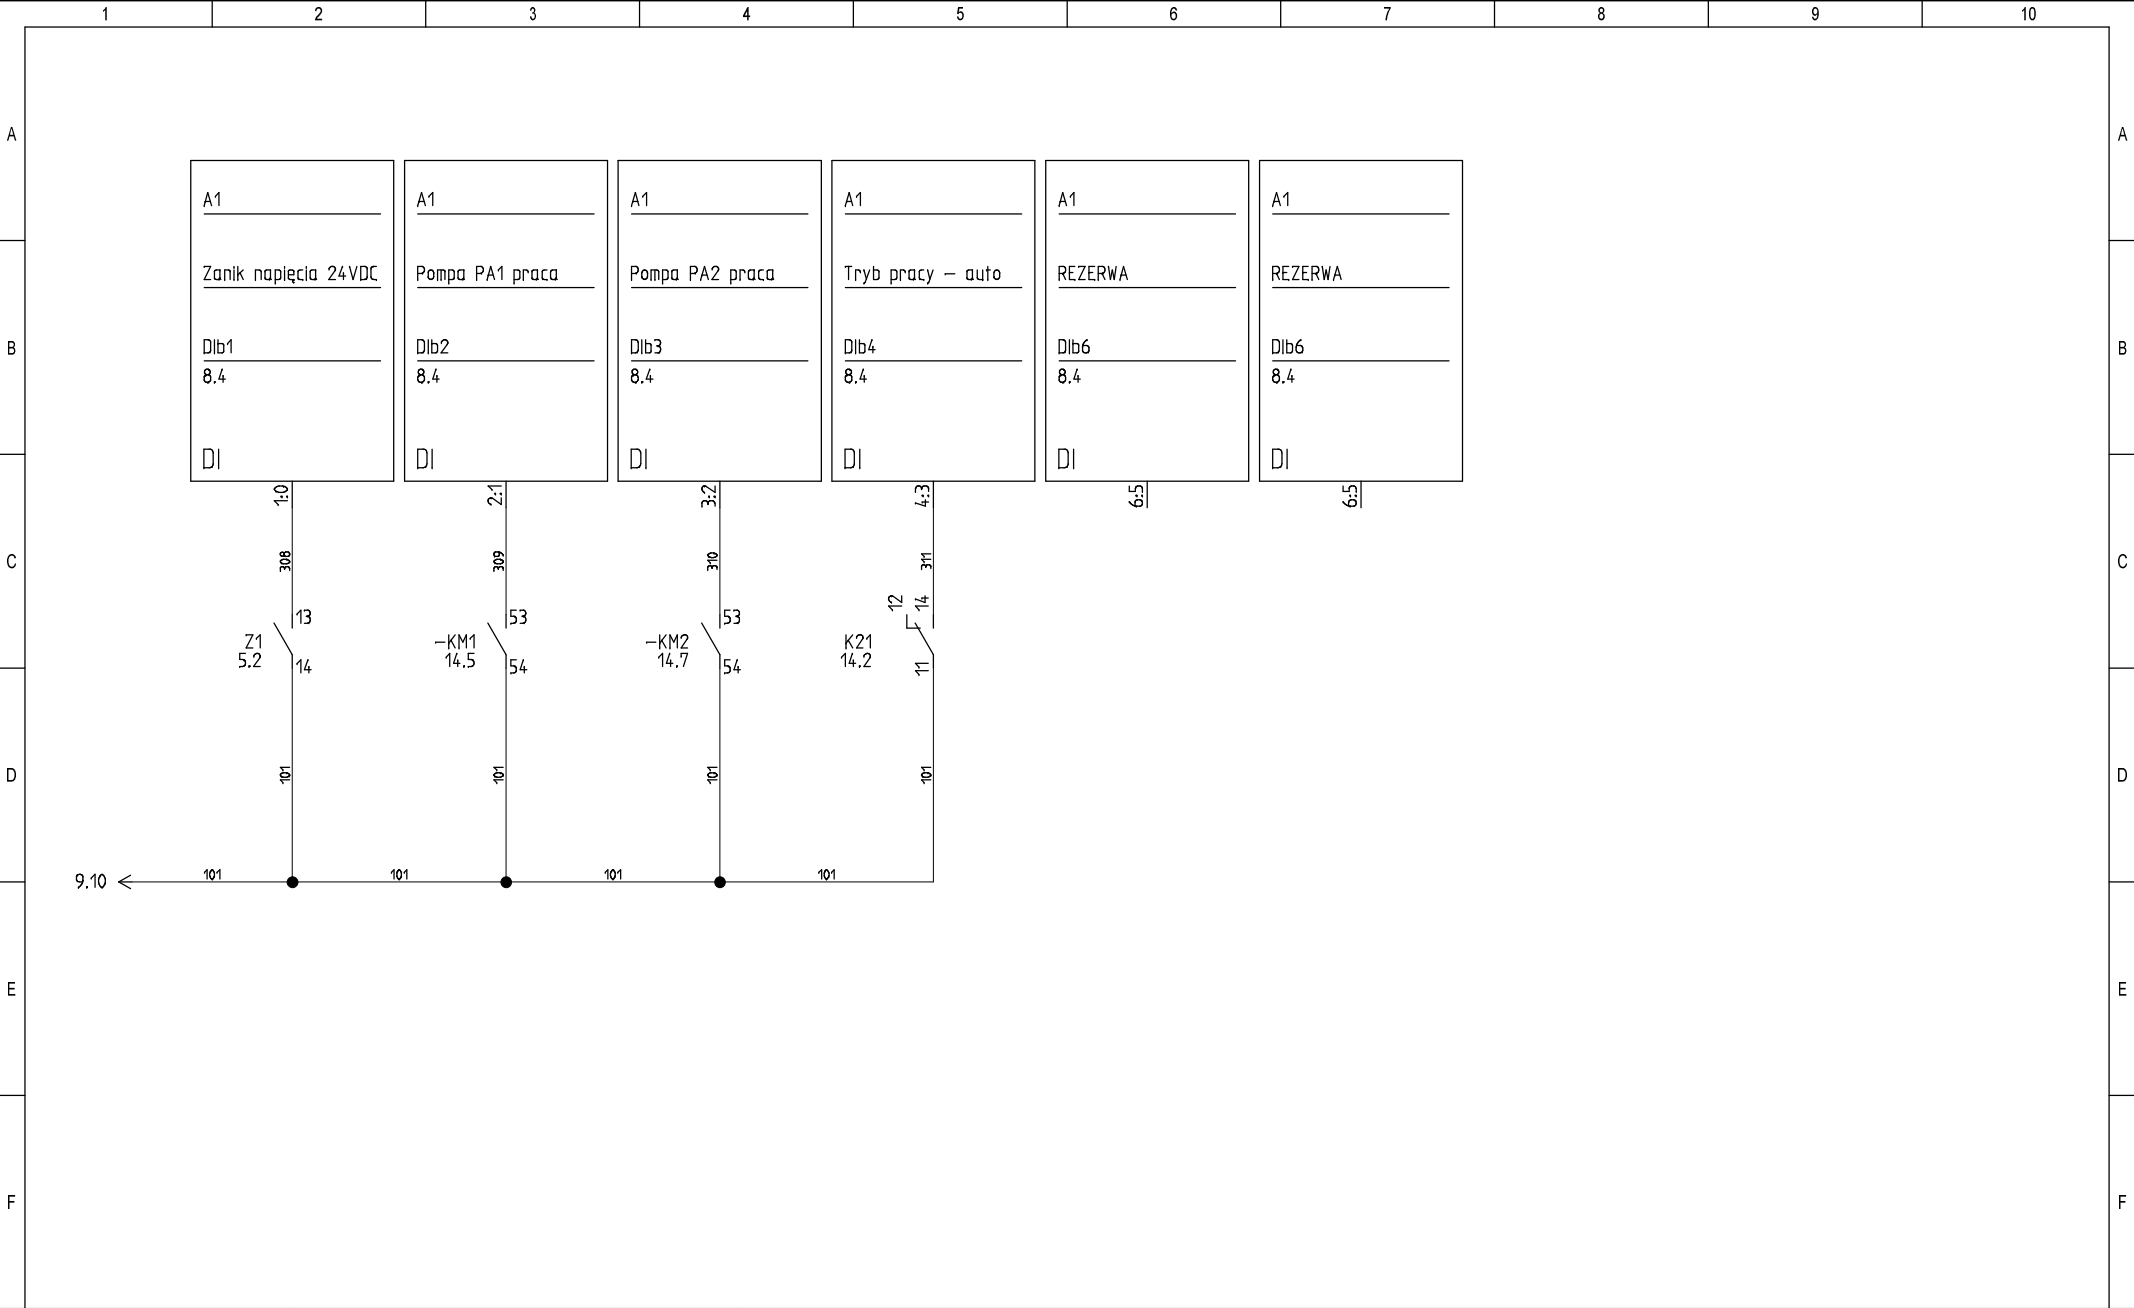 1 2 3 4 5 6 7 8 9 10
A A
A1 A1 A1 A1 A1 A1
Zanik napięcia 24VDC Pompa PA1 praca Pompa PA2 praca Tryb pracy – auto REZERWA REZERWA
B B
DIb1 DIb2 DIb3 DIb4 DIb6 DIb6
8.4 8.4 8.4 8.4 8.4 8.4
DI DI DI DI DI DI
1:0 2:1 3:2 4:3 6:5 6:5
C 308 309 310 311 C
13 53 53 12 14
Z1 -KM1 -KM2 K21
5.2 14.5 14.7 14.2
14 54 54 11
D 101 101 101 101 D
9.10 101 101 101 101
E E
F F